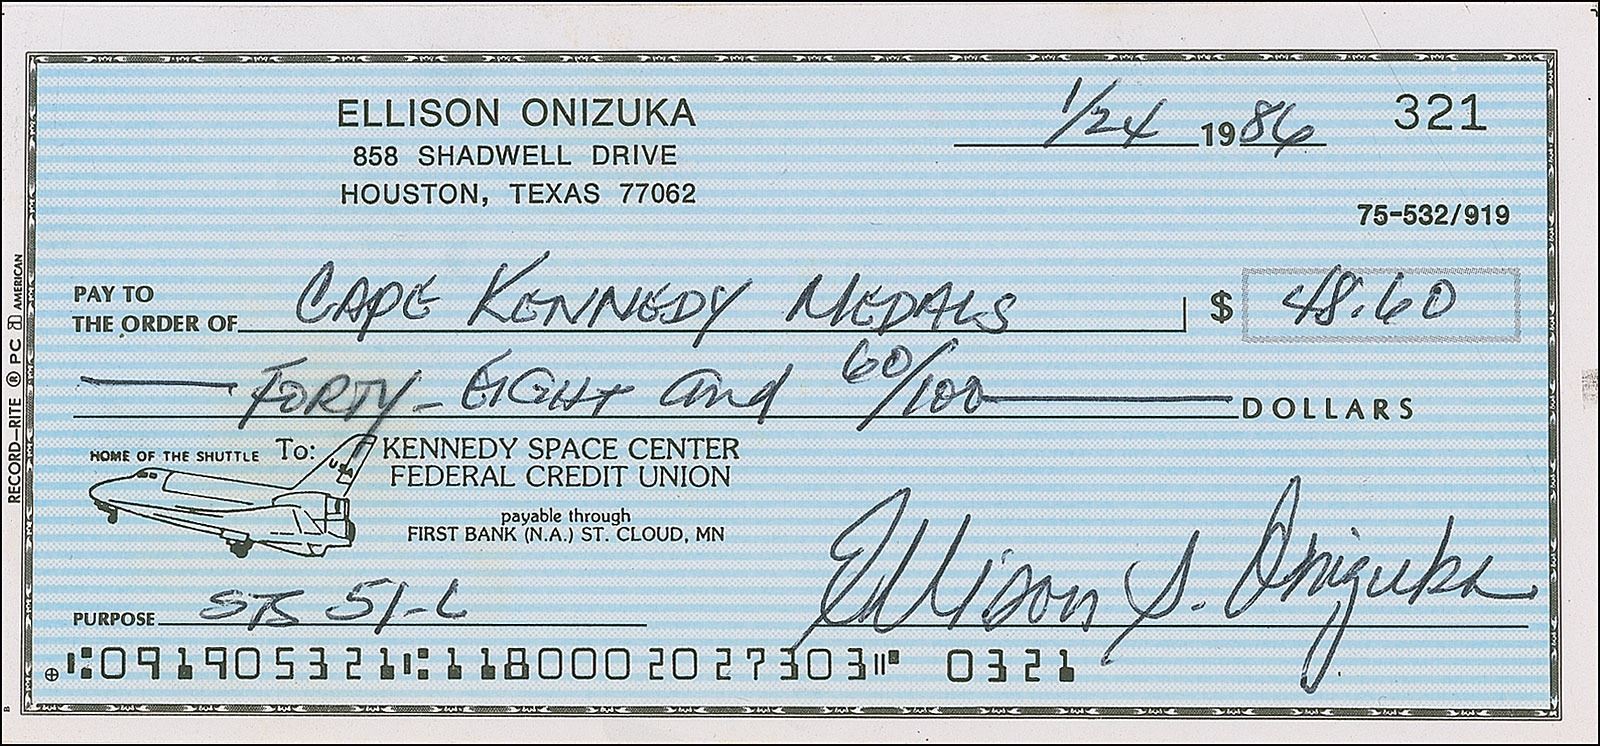 ELLISON ONIZUKA
858 SHADWELL DRIVE
HOUSTON, TEXAS 77062
1/24 1986
321
75-532/919
PAY TO THE ORDER OF CAPE KENNEDY MEDALS $ 48.60
FORTY-EIGHT and 60/100 DOLLARS
HOME OF THE SHUTTLE
USA
To: KENNEDY SPACE CENTER
FEDERAL CREDIT UNION
payable through
FIRST BANK (N.A.) ST. CLOUD, MN
PURPOSE STS 51-L
Ellison S. Onizuka
⑆091905321⑆1180002027303⑈ 0321
RECORD-RITE ® PC AMERICAN